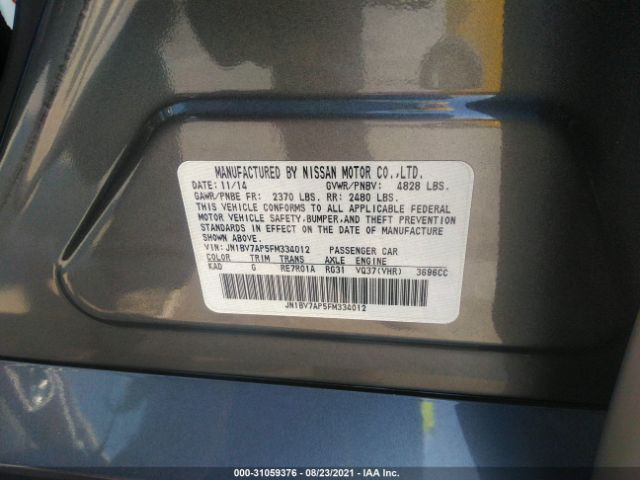 MANUFACTURED BY NISSAN MOTOR CO.,LTD.
DATE: 11/14 GVWR/PNBV: 4828 LBS.
GAWR/PNBE FR: 2370 LBS. RR: 2480 LBS.
THIS VEHICLE CONFORMS TO ALL APPLICABLE FEDERAL
MOTOR VEHICLE SAFETY,BUMPER,AND THEFT PREVENTION
STANDARDS IN EFFECT ON THE DATE OF MANUFACTURE
SHOWN ABOVE.
VIN: JN1BV7AP5FM334012 PASSENGER CAR
COLOR TRIM TRANS AXLE ENGINE
KAD G RE7R01A RG31 VQ37(VHR) 3696CC
JN1BV7AP5FM334012
000-31059376 - 08/23/2021 - IAA Inc.